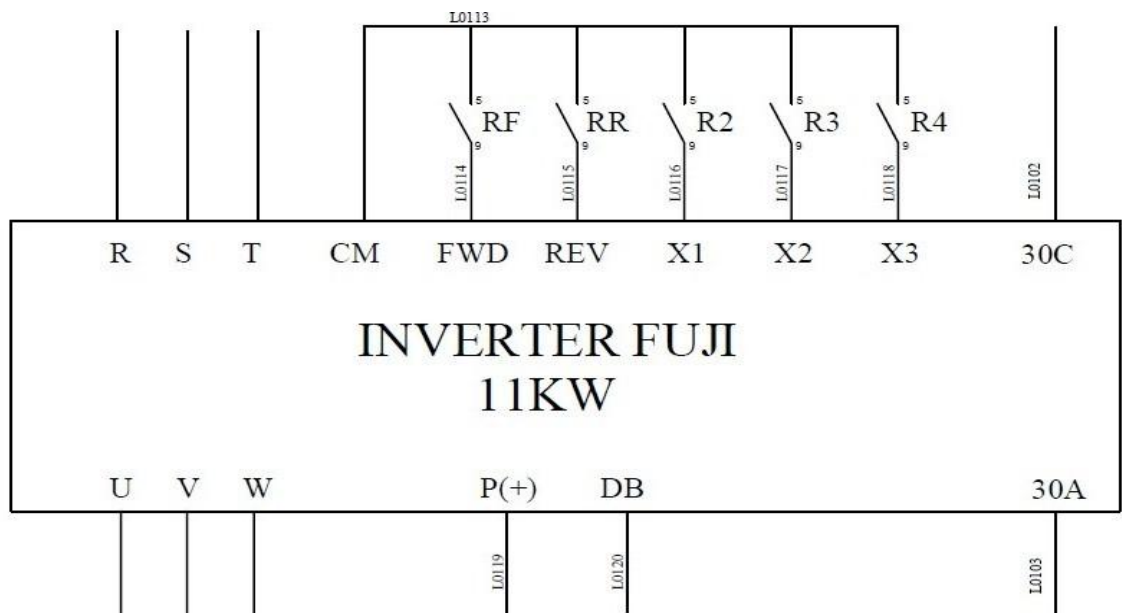 L0113
5 5 5 5 5
RF RR R2 R3 R4
9 9 9 9 9
L0114 L0115 L0116 L0117 L0118 L0102
R S T CM FWD REV X1 X2 X3 30C
INVERTER FUJI
11KW
U V W P(+) DB 30A
L0119 L0120 L0103